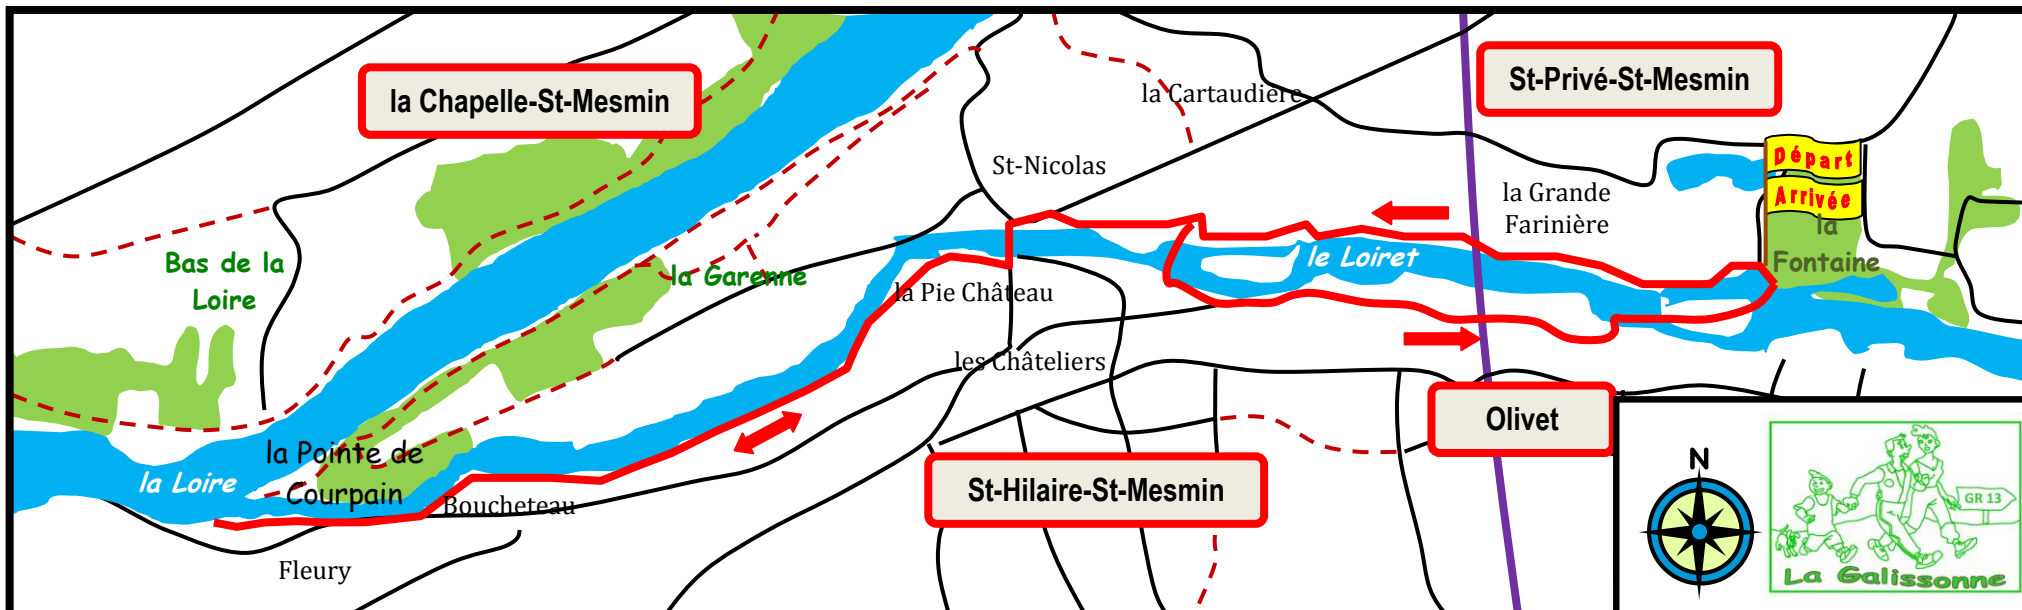 la Chapelle-St-Mesmin
St-Privé-St-Mesmin
la Cartaudière
St-Nicolas
Départ
Arrivée
la Grande
Farinière
la
Fontaine
Bas de la
Loire
la Garenne
le Loiret
la Pie Château
les Châteliers
Olivet
la Pointe de
Courpain
la Loire
Boucheteau
St-Hilaire-St-Mesmin
Fleury
N
GR 13
La Galissonne